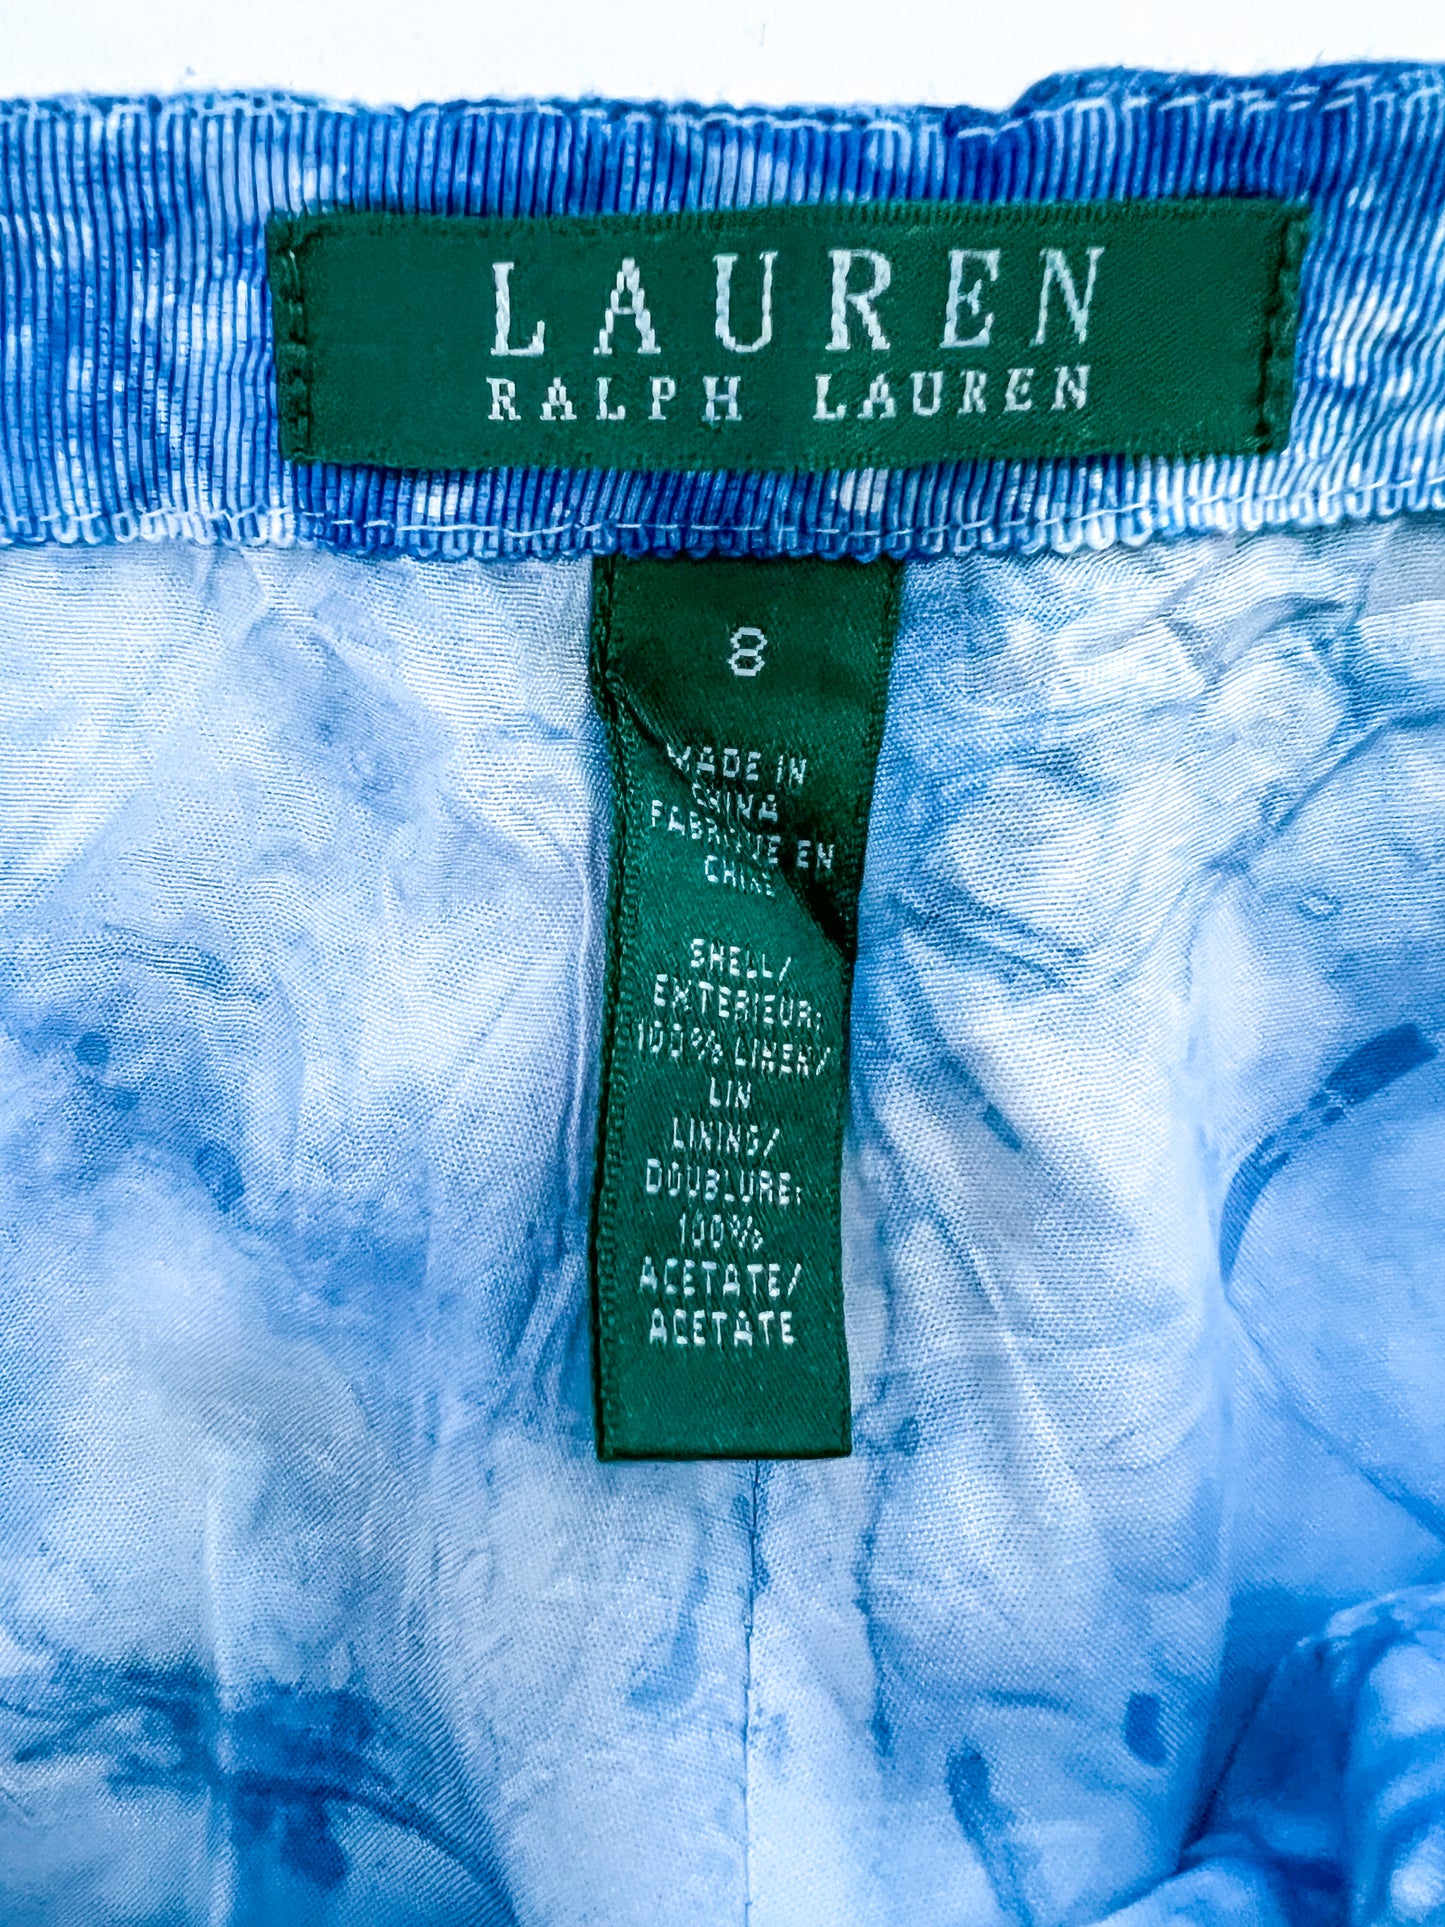 LAUREN
RALPH LAUREN
8
MADE IN
CHINA
FABRIQUE EN
CHINE
SHELL/
EXTERIEUR:
100% LINEN/
LIN
LINING/
DOUBLURE:
100%
ACETATE/
ACETATE